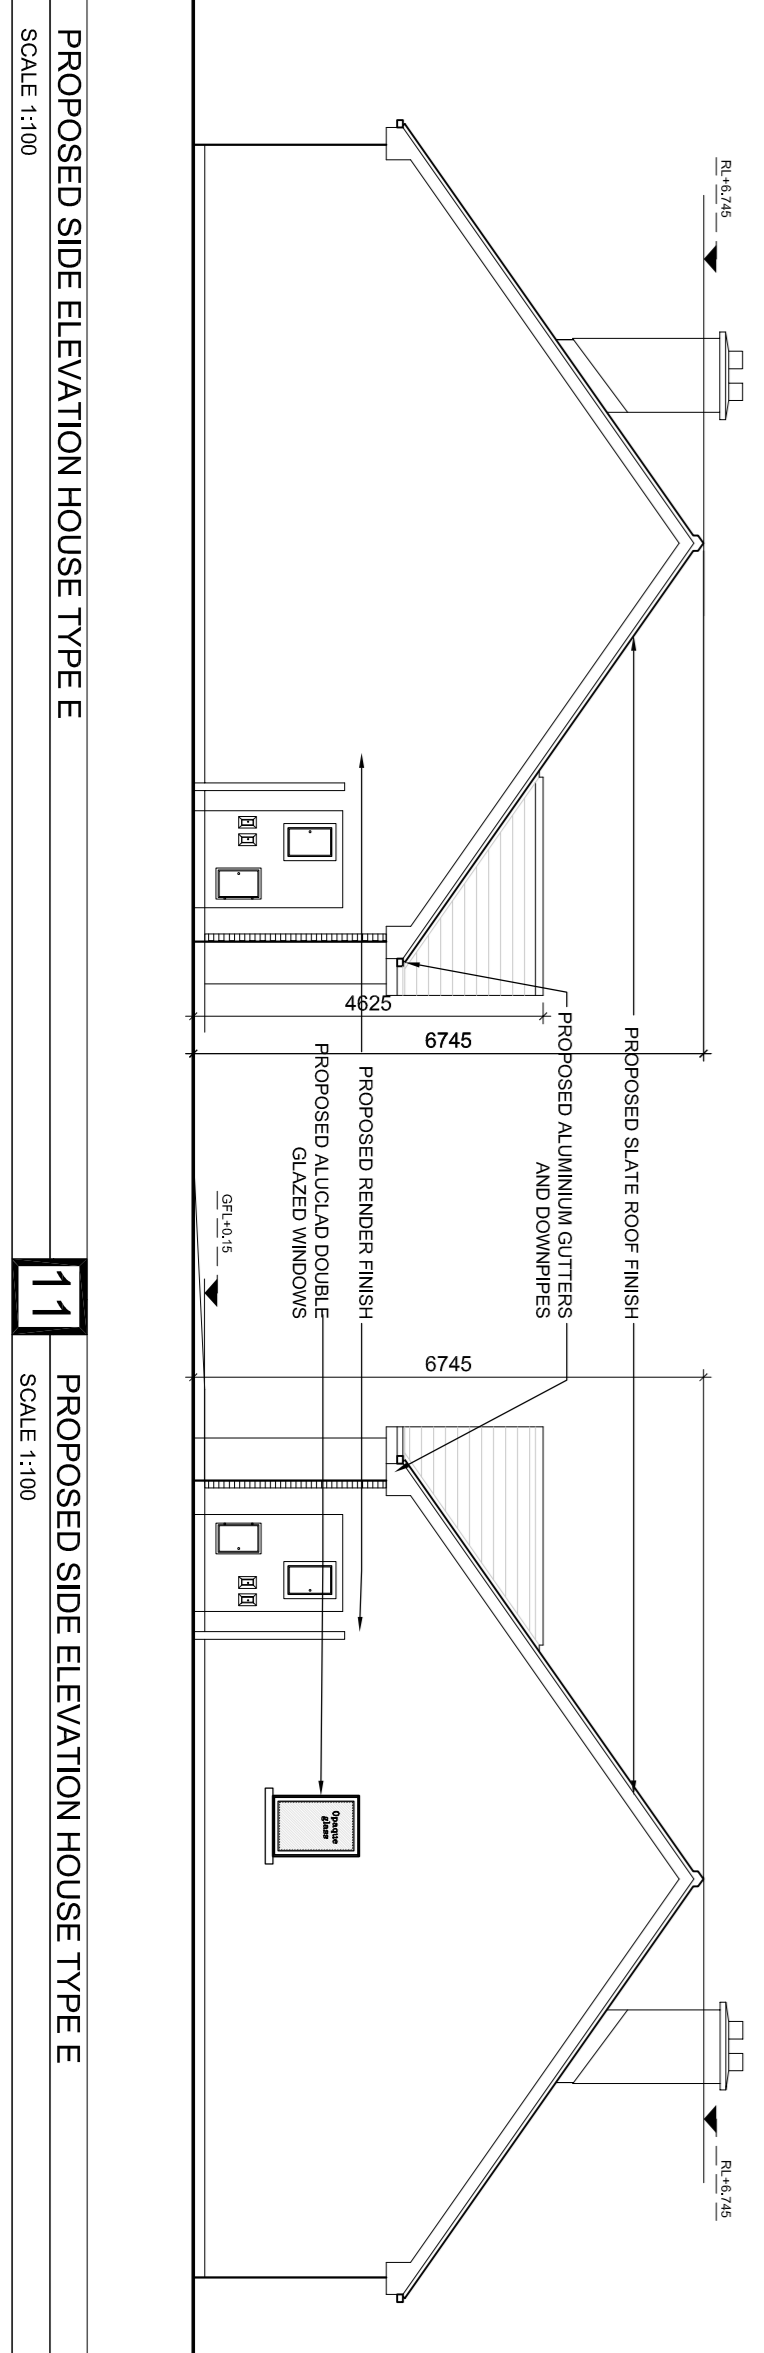 RL+6.745
RL+6.745
PROPOSED SLATE ROOF FINISH
PROPOSED ALUMINIUM GUTTERS
AND DOWNPIPES
6745
6745
4625
PROPOSED RENDER FINISH
PROPOSED ALUCLAD DOUBLE
GLAZED WINDOWS
Opaque
glass
GFL+0.15
PROPOSED SIDE ELEVATION HOUSE TYPE E
SCALE 1:100
11
PROPOSED SIDE ELEVATION HOUSE TYPE E
SCALE 1:100